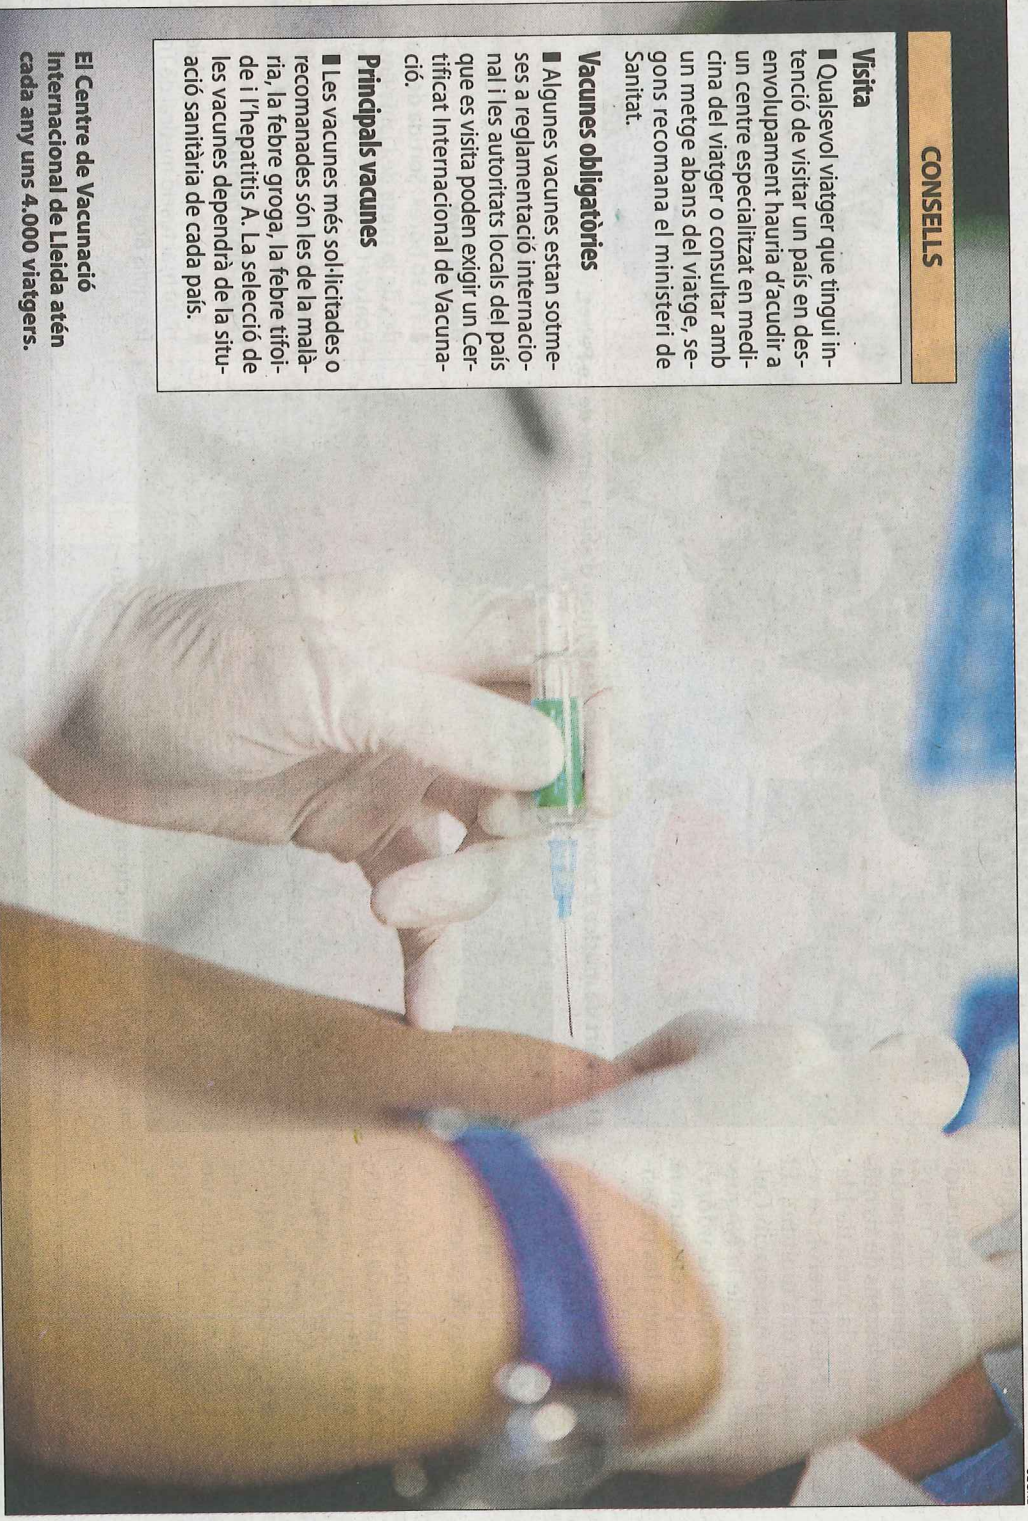 CONSELLS
Visita
▮ Qualsevol viatger que tingui in-
tenció de visitar un país en des-
envolupament hauria d'acudir a
un centre especialitzat en medi-
cina del viatger o consultar amb
un metge abans del viatge, se-
gons recomana el ministeri de
Sanitat.
Vacunes obligatòries
▮ Algunes vacunes estan sotme-
ses a reglamentació internacio-
nal i les autoritats locals del país
que es visita poden exigir un Cer-
tificat Internacional de Vacuna-
ció.
Principals vacunes
▮ Les vacunes més sol·licitades o
recomanades són les de la malà-
ria, la febre groga, la febre tifoi-
de i l'hepatitis A. La selecció de
les vacunes dependrà de la situ-
ació sanitària de cada país.
El Centre de Vacunació
Internacional de Lleida atén
cada any uns 4.000 viatgers.